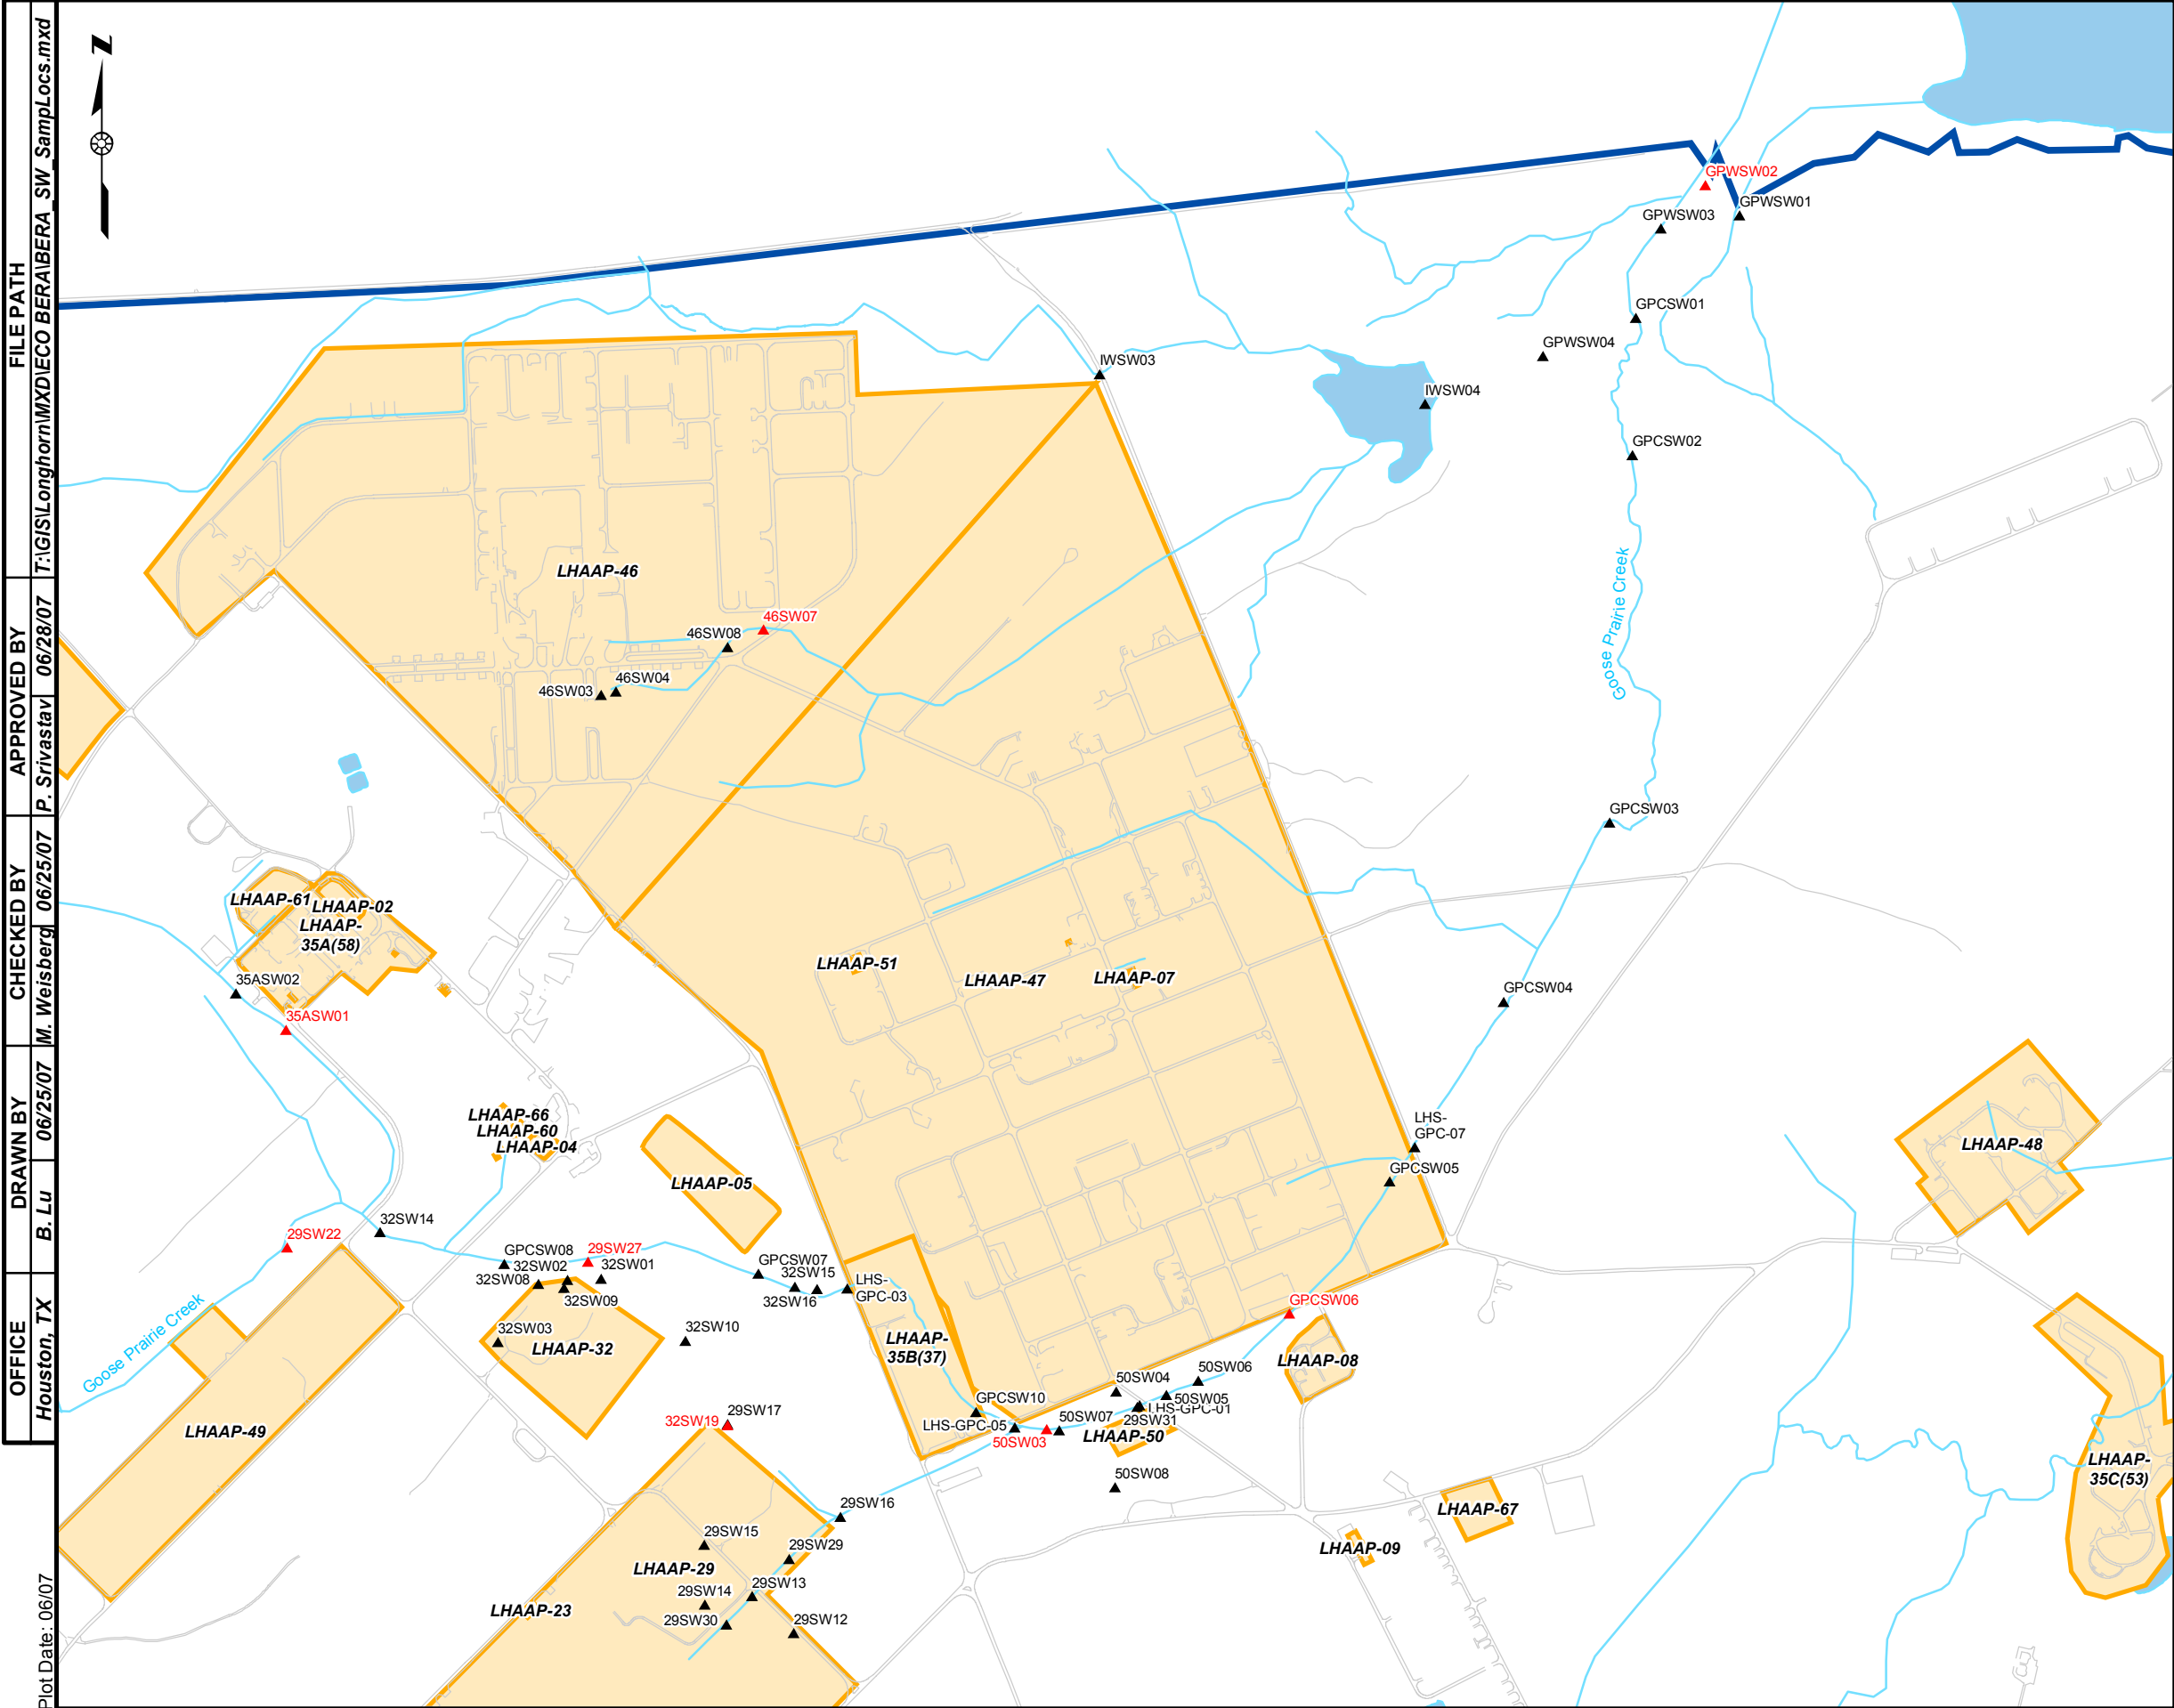 FILE PATH
T:\GIS\Longhorn\MXD\ECO BERA\BERA_SW_SampLocs.mxd
APPROVED BY
P. Srivastav 06/28/07
CHECKED BY
M. Weisberg 06/25/07
DRAWN BY
B. Lu 06/25/07
OFFICE
Houston, TX
Plot Date: 06/07
N
GPWSW02
GPWSW01
GPWSW03
GPCSW01
GPWSW04
IWSW03
IWSW04
GPCSW02
Goose Prairie Creek
LHAAP-46
46SW07
46SW08
46SW04
46SW03
GPCSW03
LHAAP-61
LHAAP-02
LHAAP-
35A(58)
35ASW02
35ASW01
LHAAP-51
LHAAP-47
LHAAP-07
GPCSW04
LHAAP-66
LHAAP-60
LHAAP-04
LHAAP-05
LHS-
GPC-07
GPCSW05
LHAAP-48
29SW22
32SW14
GPCSW08
29SW27
32SW02
32SW01
32SW08
32SW09
GPCSW07
32SW15
32SW16
LHS-
GPC-03
32SW03
LHAAP-32
32SW10
GPCSW06
Goose Prairie Creek
LHAAP-
35B(37)
LHAAP-08
50SW06
50SW04
50SW05
LHS-GPC-01
GPCSW10
LHS-GPC-05
50SW07
29SW31
50SW03
LHAAP-50
32SW19
29SW17
LHAAP-49
50SW08
LHAAP-
35C(53)
LHAAP-67
LHAAP-09
29SW16
29SW15
29SW29
LHAAP-29
29SW13
29SW14
29SW30
29SW12
LHAAP-23